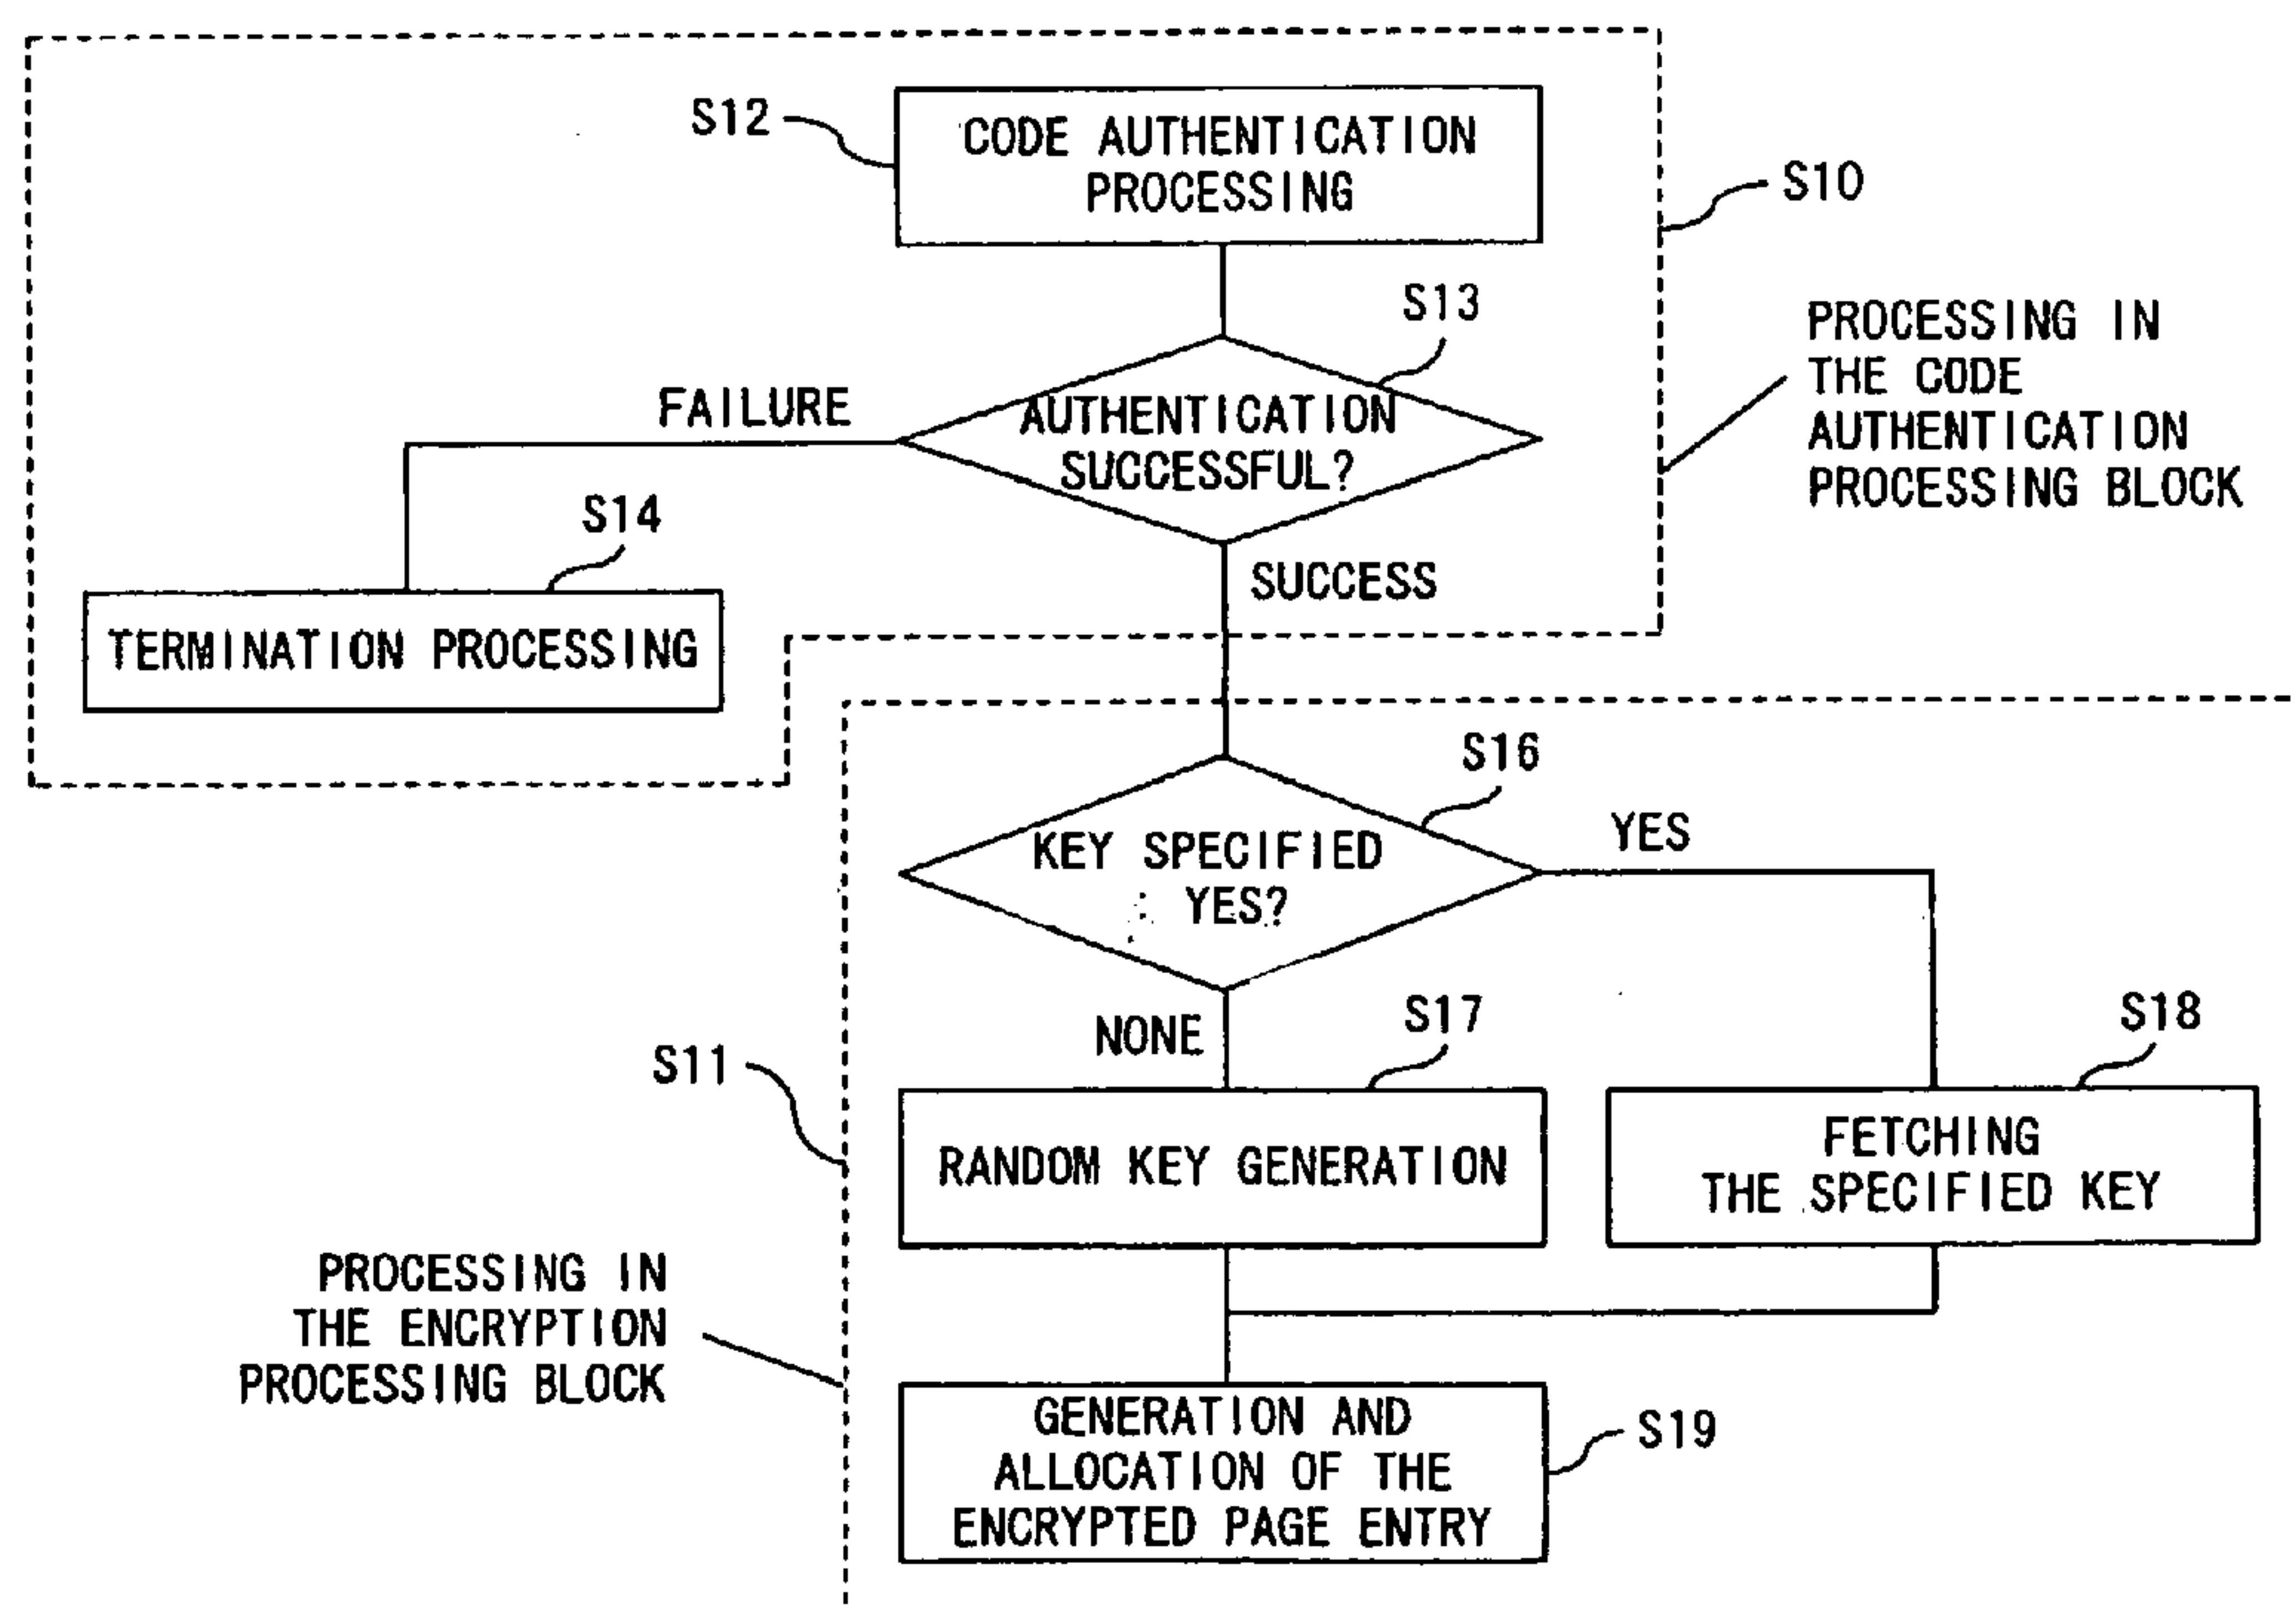 S12
CODE AUTHENTICATION
PROCESSING
S10
S13
PROCESSING IN
THE CODE
AUTHENTICATION
PROCESSING BLOCK
FAILURE
AUTHENTICATION
SUCCESSFUL?
S14
SUCCESS
TERMINATION PROCESSING
S16
YES
KEY SPECIFIED
YES?
NONE
S17
S18
S11
RANDOM KEY GENERATION
FETCHING
THE SPECIFIED KEY
PROCESSING IN
THE ENCRYPTION
PROCESSING BLOCK
GENERATION AND
ALLOCATION OF THE
ENCRYPTED PAGE ENTRY
S19